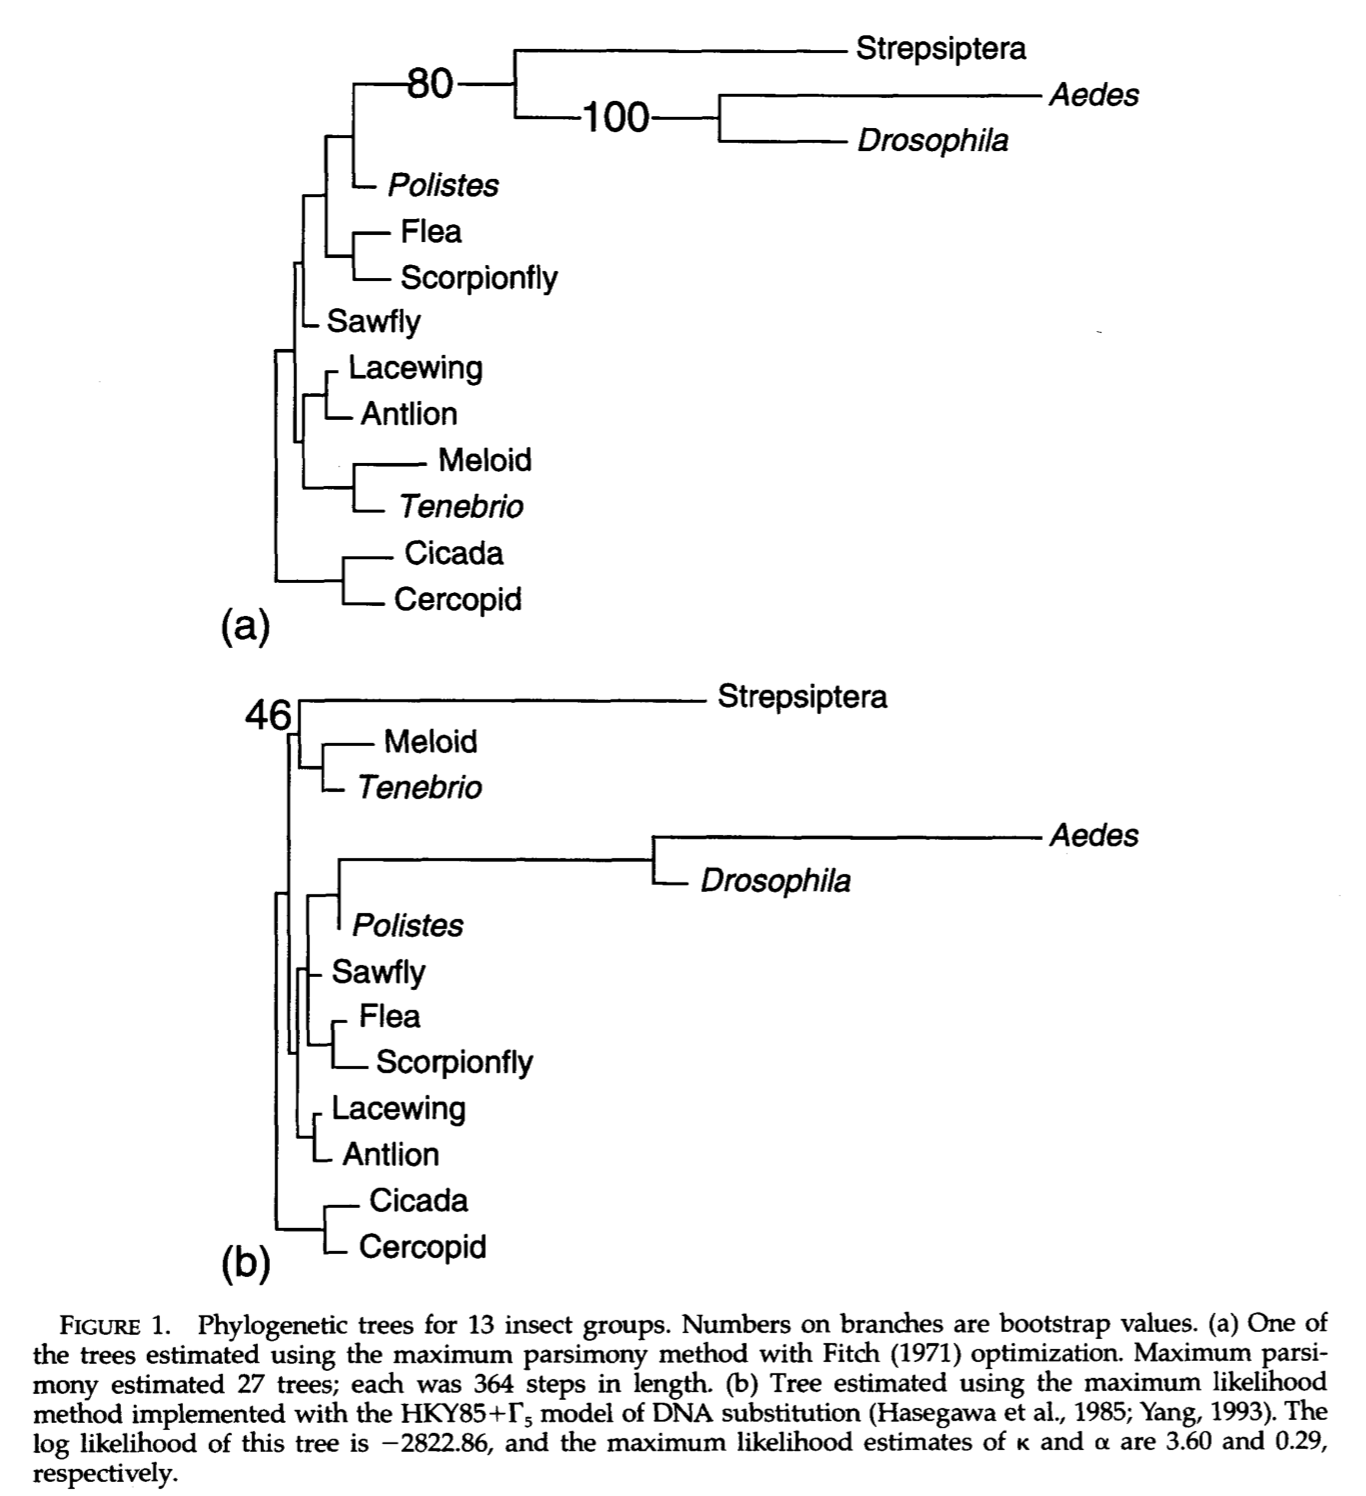 Strepsiptera
80
Aedes
100
Drosophila
Polistes
Flea
Scorpionfly
Sawfly
Lacewing
Antlion
Meloid
Tenebrio
Cicada
Cercopid
(a)
Strepsiptera
46
Meloid
Tenebrio
Aedes
Drosophila
Polistes
Sawfly
Flea
Scorpionfly
Lacewing
Antlion
Cicada
Cercopid
(b)
FIGURE 1. Phylogenetic trees for 13 insect groups. Numbers on branches are bootstrap values. (a) One of
the trees estimated using the maximum parsimony method with Fitch (1971) optimization. Maximum parsi-
mony estimated 27 trees; each was 364 steps in length. (b) Tree estimated using the maximum likelihood
method implemented with the HKY85+Γ₅ model of DNA substitution (Hasegawa et al., 1985; Yang, 1993). The
log likelihood of this tree is −2822.86, and the maximum likelihood estimates of κ and α are 3.60 and 0.29,
respectively.